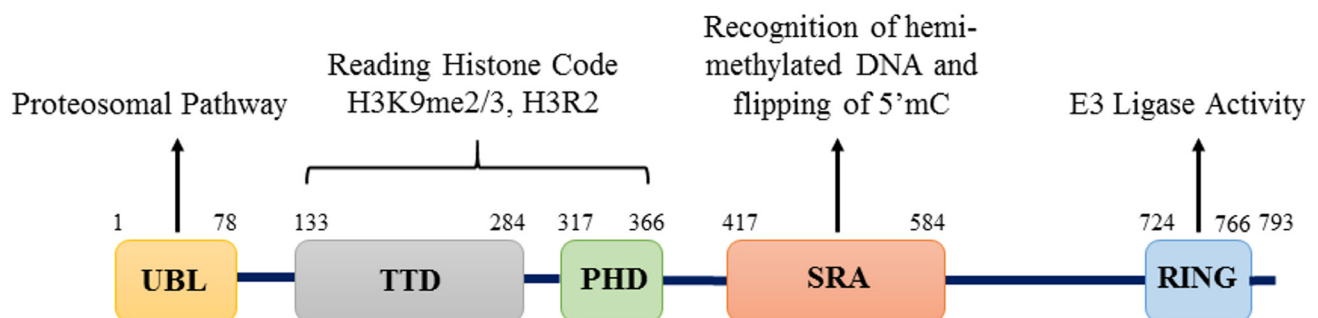 Recognition of hemi-
methylated DNA and
flipping of 5’mC
Reading Histone Code
H3K9me2/3, H3R2
Proteosomal Pathway
E3 Ligase Activity
1 78 133 284 317 366 417 584 724 766 793
UBL TTD PHD SRA RING